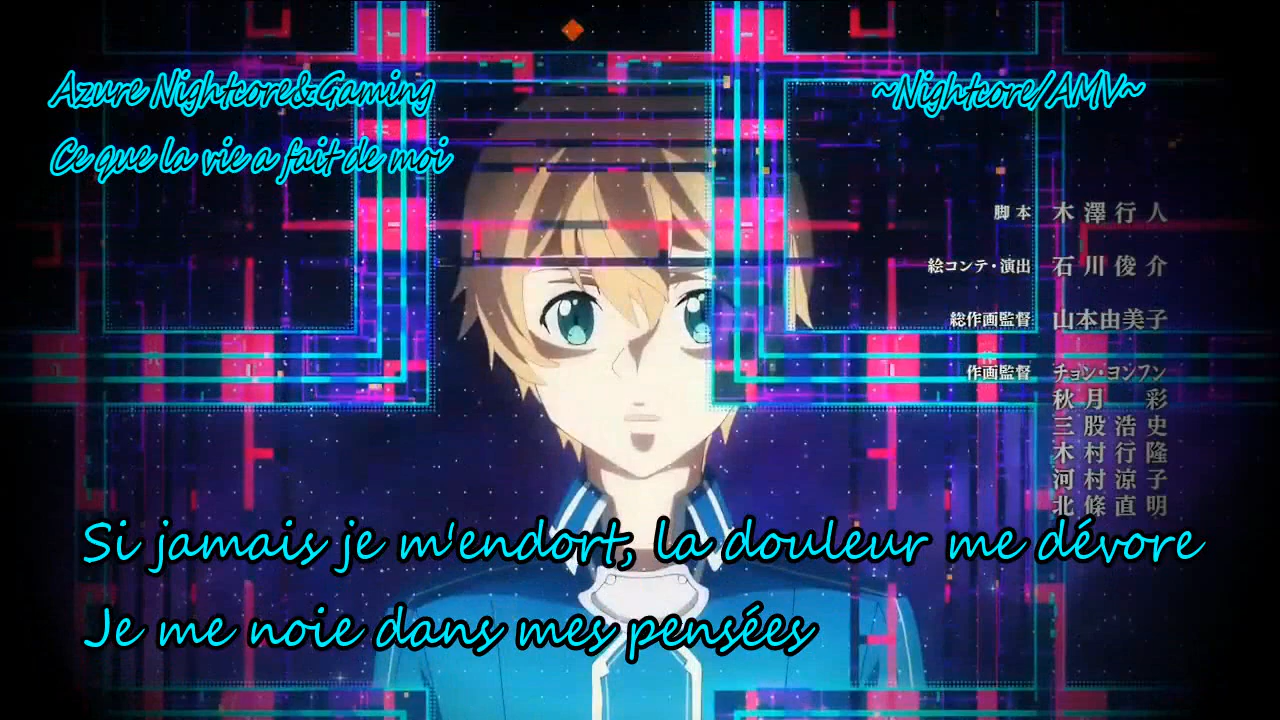 Azure Nightcore&Gaming
~Nightcore/AMV~
Ce que la vie a fait de moi
脚本 木澤行人
絵コンテ・演出 石川俊介
総作画監督 山本由美子
作画監督 チョン・ヨンフン
秋月 彩
三股浩史
木村行隆
河村涼子
北條直明
Si jamais je m'endort, la douleur me dévore
Je me noie dans mes pensées